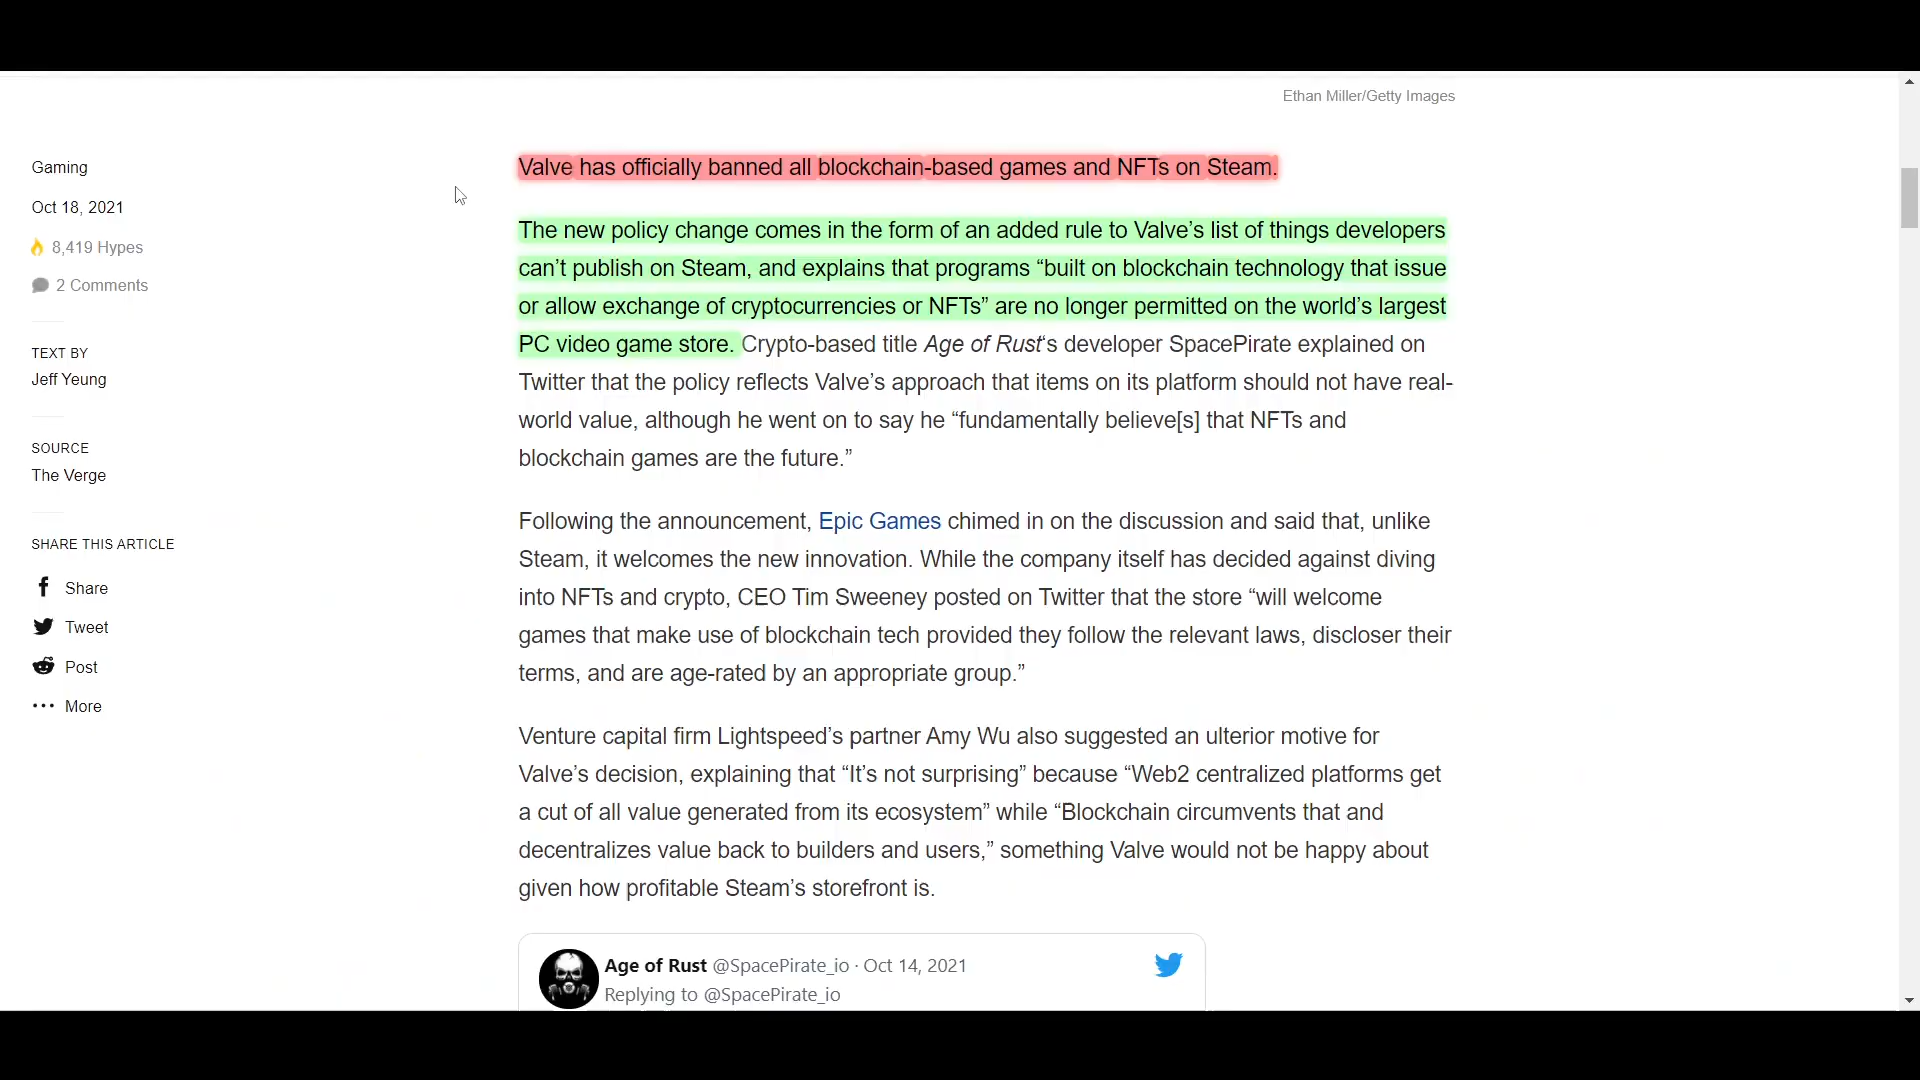 Ethan Miller/Getty Images
Gaming
Oct 18, 2021
8,419 Hypes
2 Comments
TEXT BY
Jeff Yeung
SOURCE
The Verge
SHARE THIS ARTICLE
Share
Tweet
Post
More
Valve has officially banned all blockchain-based games and NFTs on Steam.
The new policy change comes in the form of an added rule to Valve’s list of things developers
can’t publish on Steam, and explains that programs “built on blockchain technology that issue
or allow exchange of cryptocurrencies or NFTs” are no longer permitted on the world’s largest
PC video game store. Crypto-based title Age of Rust‘s developer SpacePirate explained on
Twitter that the policy reflects Valve’s approach that items on its platform should not have real-
world value, although he went on to say he “fundamentally believe[s] that NFTs and
blockchain games are the future.”
Following the announcement, Epic Games chimed in on the discussion and said that, unlike
Steam, it welcomes the new innovation. While the company itself has decided against diving
into NFTs and crypto, CEO Tim Sweeney posted on Twitter that the store “will welcome
games that make use of blockchain tech provided they follow the relevant laws, discloser their
terms, and are age-rated by an appropriate group.”
Venture capital firm Lightspeed’s partner Amy Wu also suggested an ulterior motive for
Valve’s decision, explaining that “It’s not surprising” because “Web2 centralized platforms get
a cut of all value generated from its ecosystem” while “Blockchain circumvents that and
decentralizes value back to builders and users,” something Valve would not be happy about
given how profitable Steam’s storefront is.
Age of Rust @SpacePirate_io · Oct 14, 2021
Replying to @SpacePirate_io